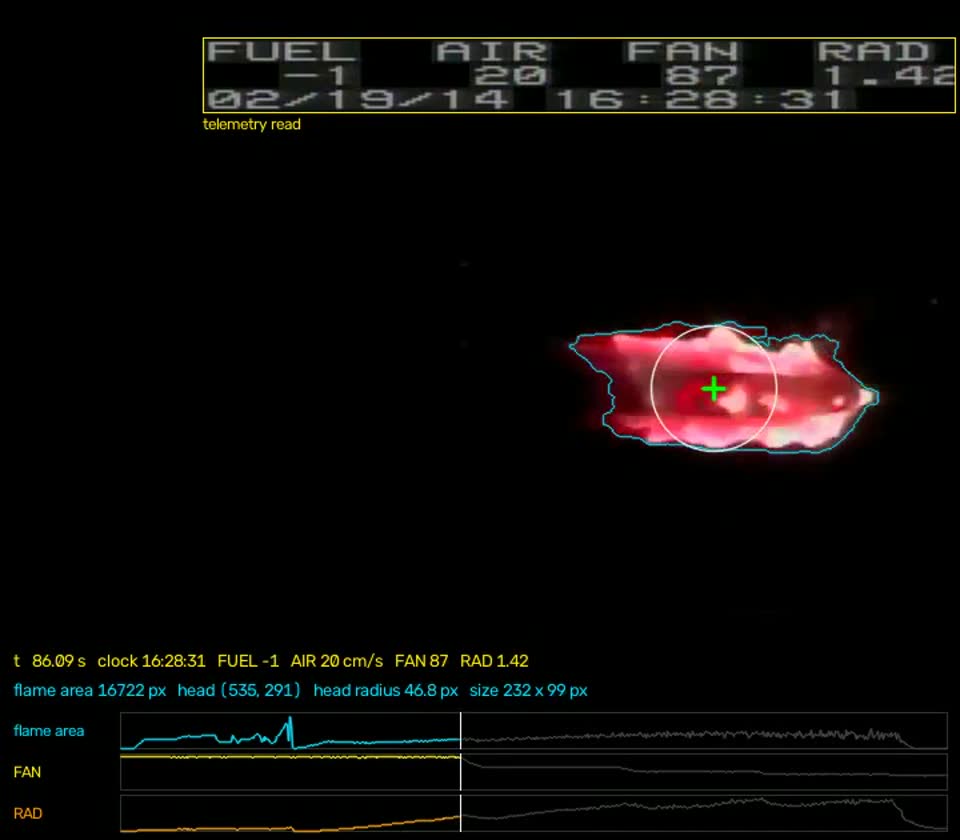 FUEL AIR FAN RAD
-1 20 87 1.42
02/19/14 16:28:31
telemetry read
t 86.09 s clock 16:28:31 FUEL -1 AIR 20 cm/s FAN 87 RAD 1.42
flame area 16722 px head (535, 291) head radius 46.8 px size 232 x 99 px
flame area
FAN
RAD